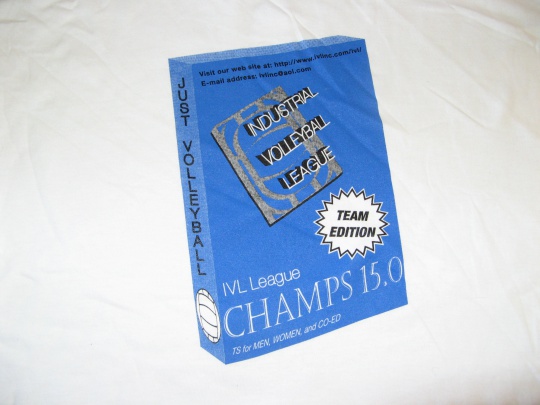 Visit our web site at: http://www.ivlinc.com/ivl/
E-mail address: ivlinc@aol.com
JUST VOLLEYBALL
INDUSTRIAL
VOLLEYBALL
LEAGUE
TEAM
EDITION
IVL League
CHAMPS 15.0
TS for MEN, WOMEN, and CO-ED